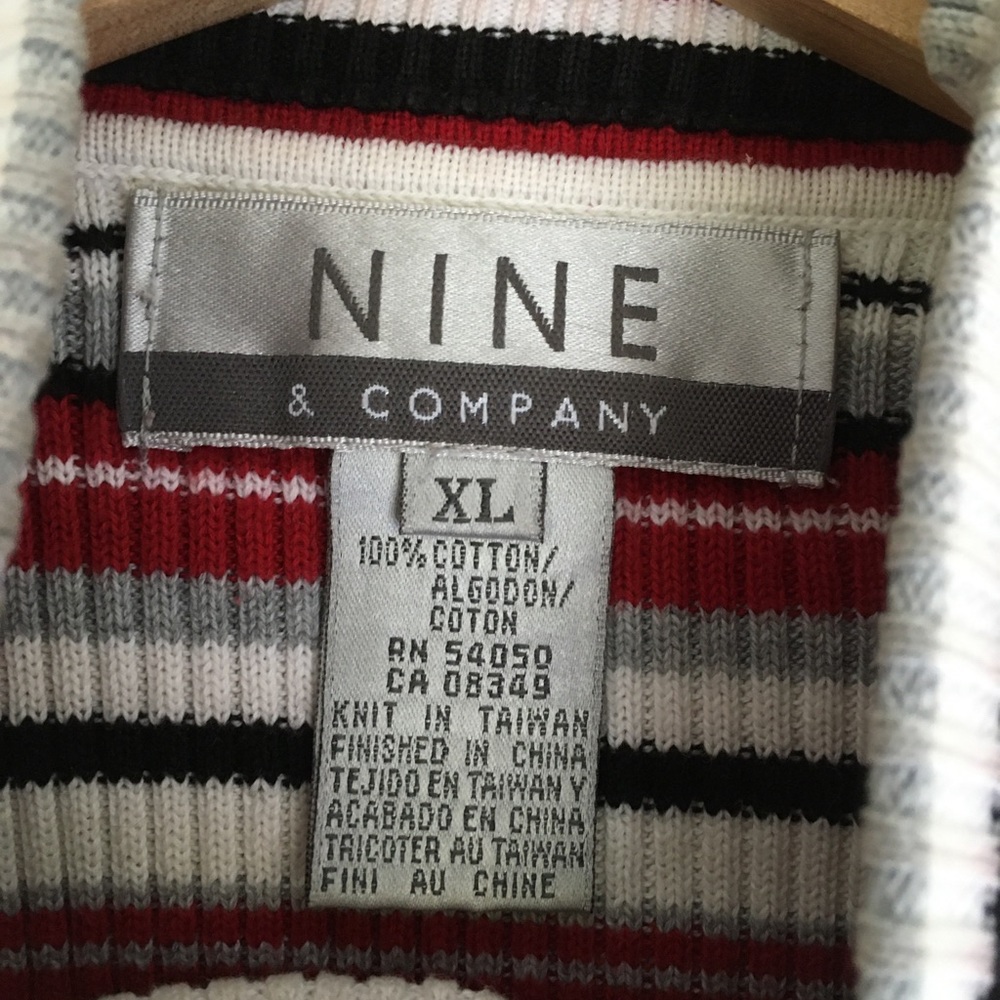 NINE
& COMPANY
XL
100% COTTON/
ALGODON/
COTON
RN 54050
CA 08349
KNIT IN TAIWAN
FINISHED IN CHINA
TEJIDO EN TAIWAN Y
ACABADO EN CHINA
TRICOTER AU TAIWAN
FINI AU CHINE